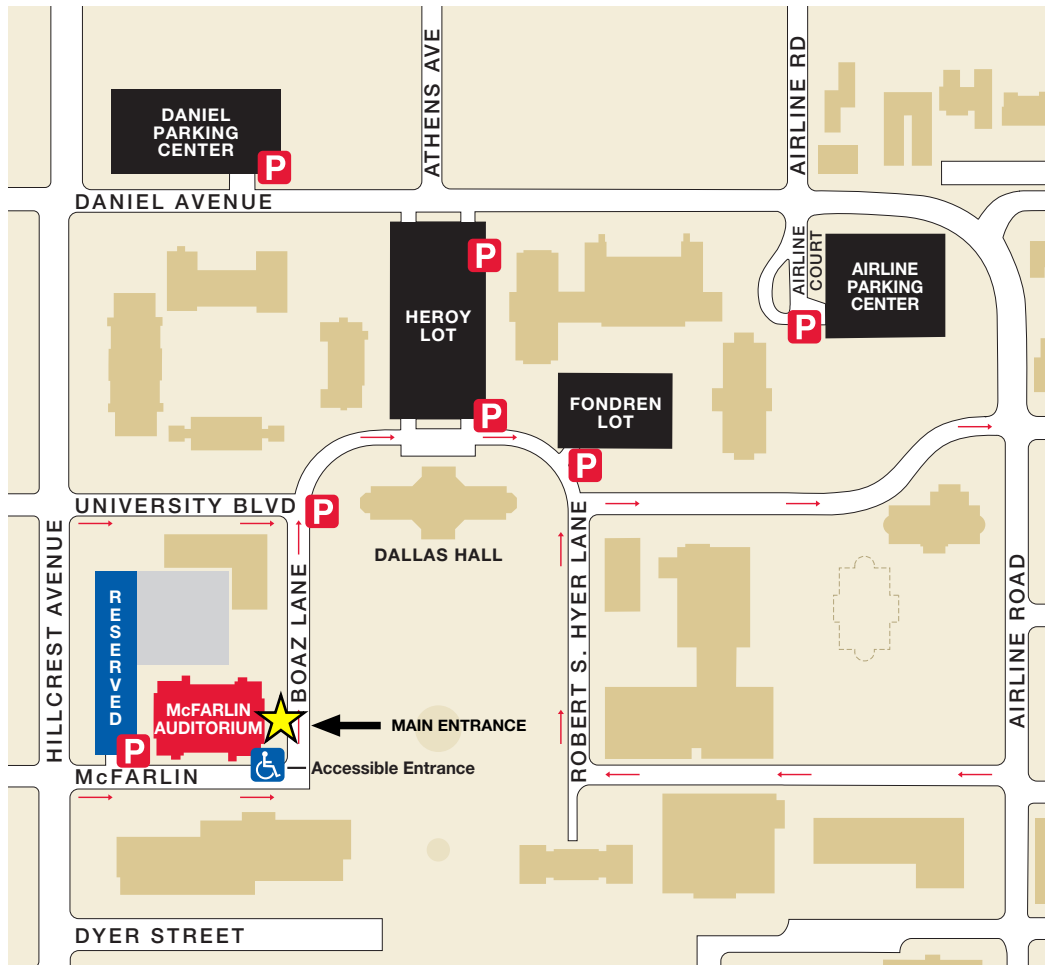 ATHENS AVE
AIRLINE RD
DANIEL
PARKING
CENTER
P
DANIEL AVENUE
AIRLINE
COURT
AIRLINE
PARKING
CENTER
P
P
HEROY
LOT
P
FONDREN
LOT
P
UNIVERSITY BLVD
P
DALLAS HALL
HILLCREST AVENUE
RESERVED
P
BOAZ LANE
McFARLIN
AUDITORIUM
MAIN ENTRANCE
Accessible Entrance
McFARLIN
ROBERT S. HYER LANE
AIRLINE ROAD
DYER STREET